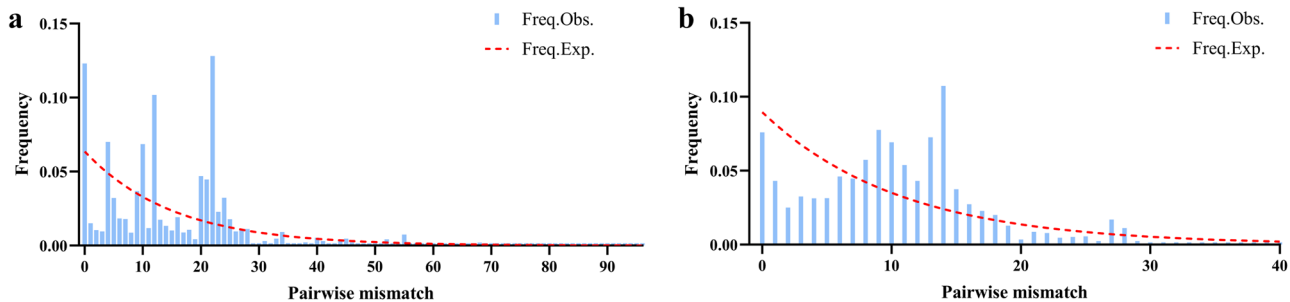 a
Freq.Obs.
Freq.Exp.
Frequency
0.15
0.10
0.05
0.00
0 10 20 30 40 50 60 70 80 90
Pairwise mismatch
b
Freq.Obs.
Freq.Exp.
Frequency
0.15
0.10
0.05
0.00
0 10 20 30 40
Pairwise mismatch